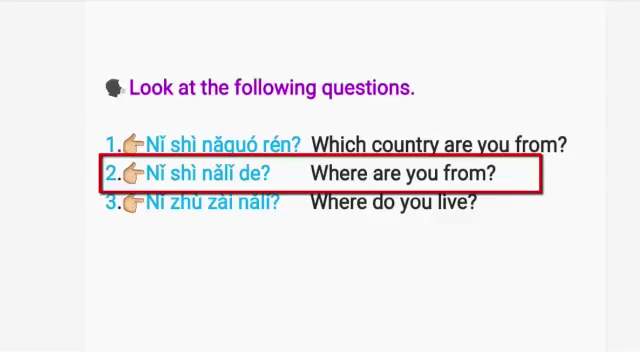 Look at the following questions.
1. Nǐ shì nǎguó rén? Which country are you from?
2. Nǐ shì nǎlǐ de? Where are you from?
3. Nǐ zhù zài nǎlǐ? Where do you live?